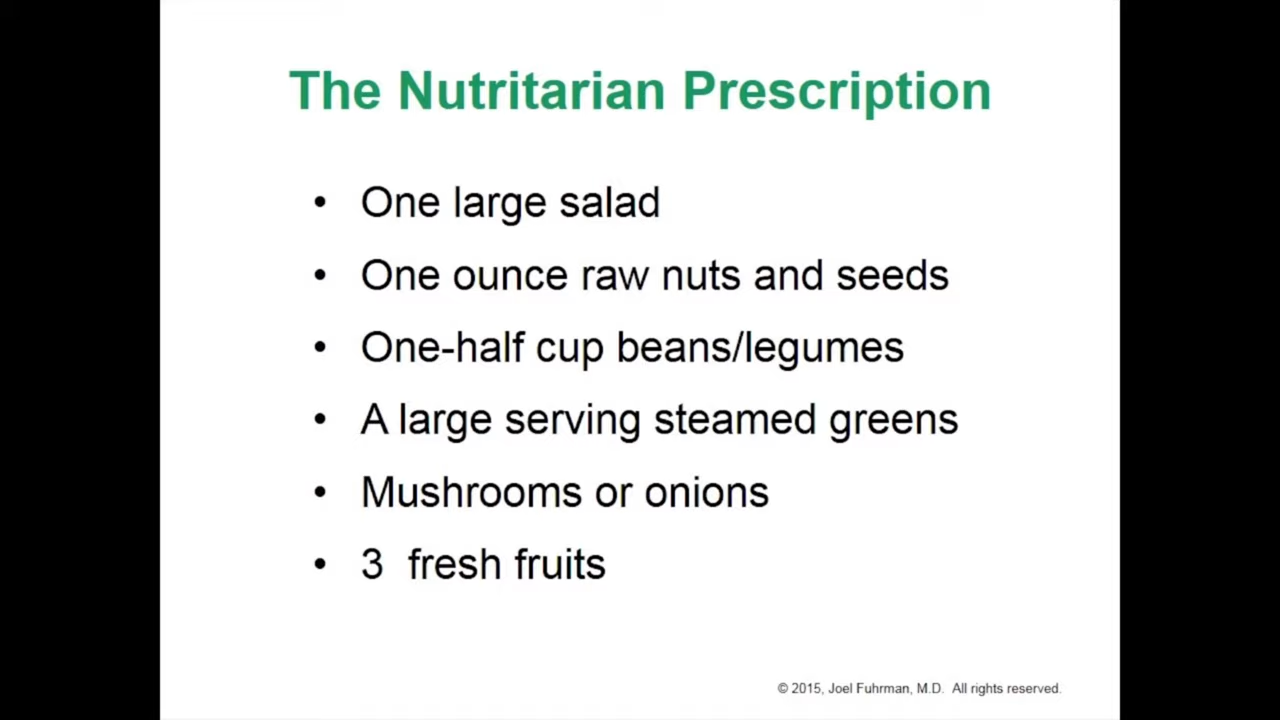 The Nutritarian Prescription
• One large salad
• One ounce raw nuts and seeds
• One-half cup beans/legumes
• A large serving steamed greens
• Mushrooms or onions
• 3  fresh fruits
© 2015, Joel Fuhrman, M.D.  All rights reserved.